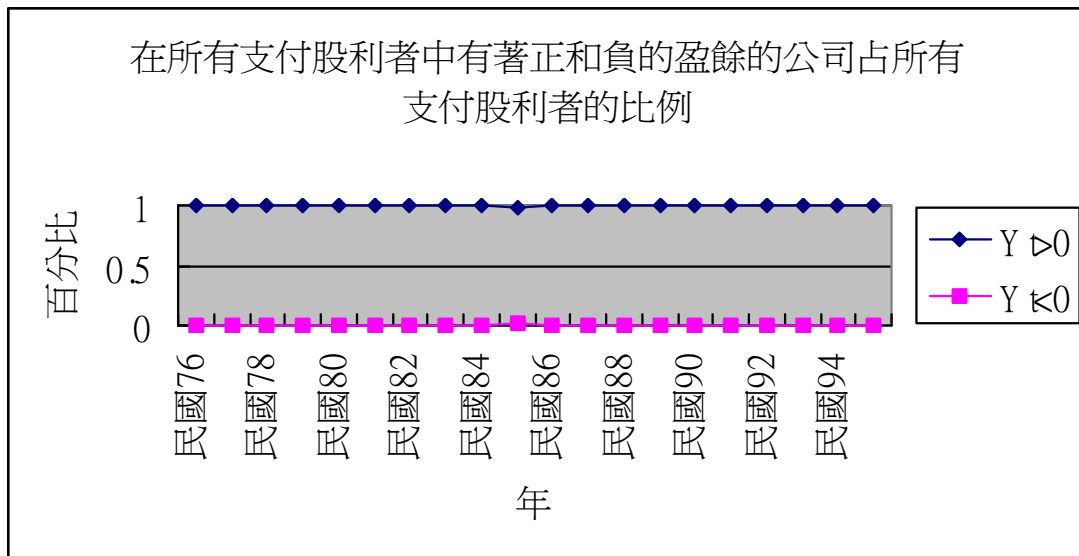 在所有支付股利者中有著正和負的盈餘的公司占所有
支付股利者的比例
百分比
1
0.5
0
民國76
民國78
民國80
民國82
民國84
民國86
民國88
民國90
民國92
民國94
年
Y t>0
Y t<0